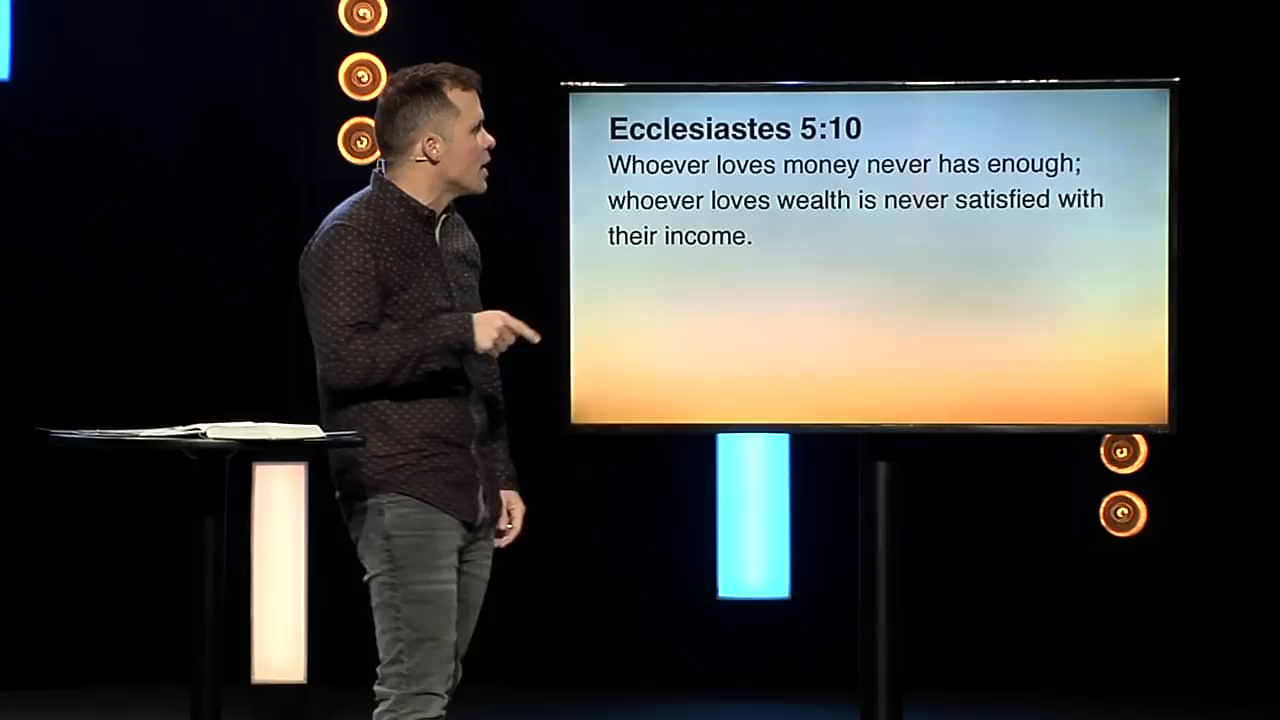 Ecclesiastes 5:10
Whoever loves money never has enough;
whoever loves wealth is never satisfied with
their income.